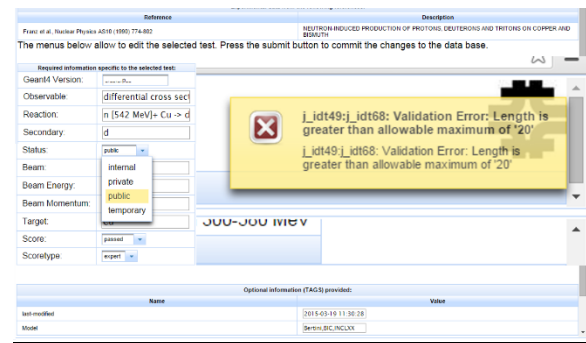 Reference Description
Franz et al., Nuclear Physics A510 (1990) 774-802 NEUTRON-INDUCED PRODUCTION OF PROTONS, DEUTERONS AND TRITONS ON COPPER AND BISMUTH
The menus below allow to edit the selected test. Press the submit button to commit the changes to the data base.
Required information specific to the selected test:
Geant4 Version:
Observable: differential cross sect
Reaction: n [542 MeV]+ Cu -> d
Secondary: d
Status: public
internal
private
public
temporary
Beam:
Beam Energy:
Beam Momentum:
Target:
Score: passed
Scoretype: expert
j_idt49:j_idt68: Validation Error: Length is
greater than allowable maximum of '20'
j_idt49:j_idt68: Validation Error: Length is
greater than allowable maximum of '20'
Optional information (TAGS) provided:
Name Value
last-modified 2015-03-19 11:30:28
Model Bertini,BIC,INCLXX